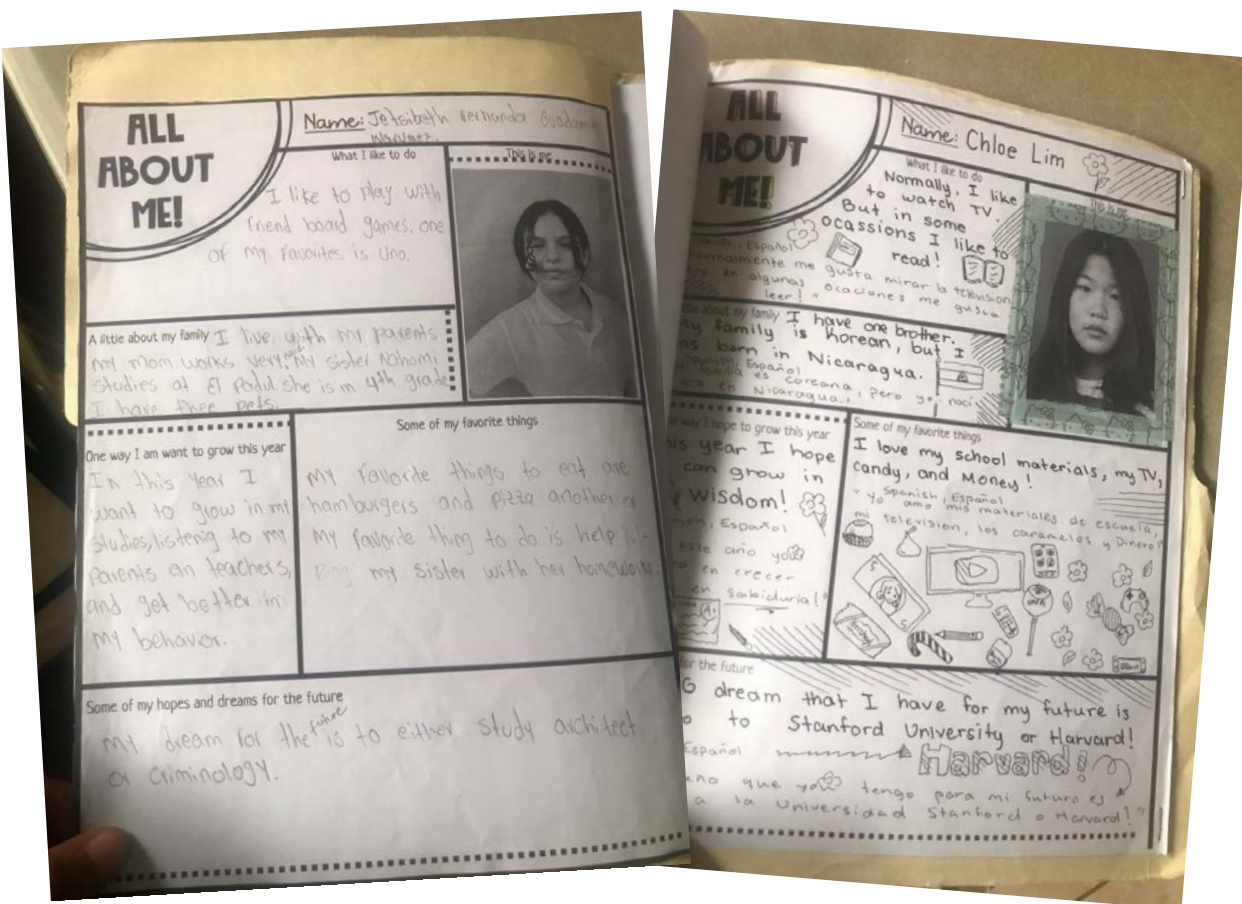 ALL
ABOUT
ME!
Name: Jetsibeth Fernanda
What I like to do
This is me
I like to play with
friend board games. one
of my favorites is Uno.
A little about my family I live with my parents
my mom works very My sister Nahomi
studies at El she is in 4th grade
I have thee pets.
One way I am want to grow this year
In this year I
want to grow in my
studies, listenig to my
parents an teachers,
and get better in
my behavor.
Some of my favorite things
my favorite things to eat are
hamburgers and pizza another of
my favorite thing to do is help
my sister with her homeworks.
Some of my hopes and dreams for the future
my dream for the future is to either study architect
or criminology.
ALL
ABOUT
ME!
Name: Chloe Lim
What I like to do
Normally, I like
to watch TV.
But in some
ocassions I like to
read!
Español
Normalmente me gusta mirar la television
en algunas ocaciones me gusta
leer!"
This is me
about my family I have one brother.
My family is Korean, but I
born in Nicaragua.
Spanish, Español
familia es coreana, pero yo nací
en Nicaragua.
way I hope to grow this year
this year I hope
can grow in
wisdom!
Español
este año yo
en crecer
en sabiduria!"
Some of my favorite things
I love my school materials, my TV,
candy, and Money!
Spanish, Español
"Yo amo mis materiales de escuela,
mi television, los caramelos y Dinero!"
for the future
dream that I have for my future is
to Stanford University or Harvard!
Español
Harvard!
que yo tengo para mi futuro es
a la Universidad Stanford o Harvard!"